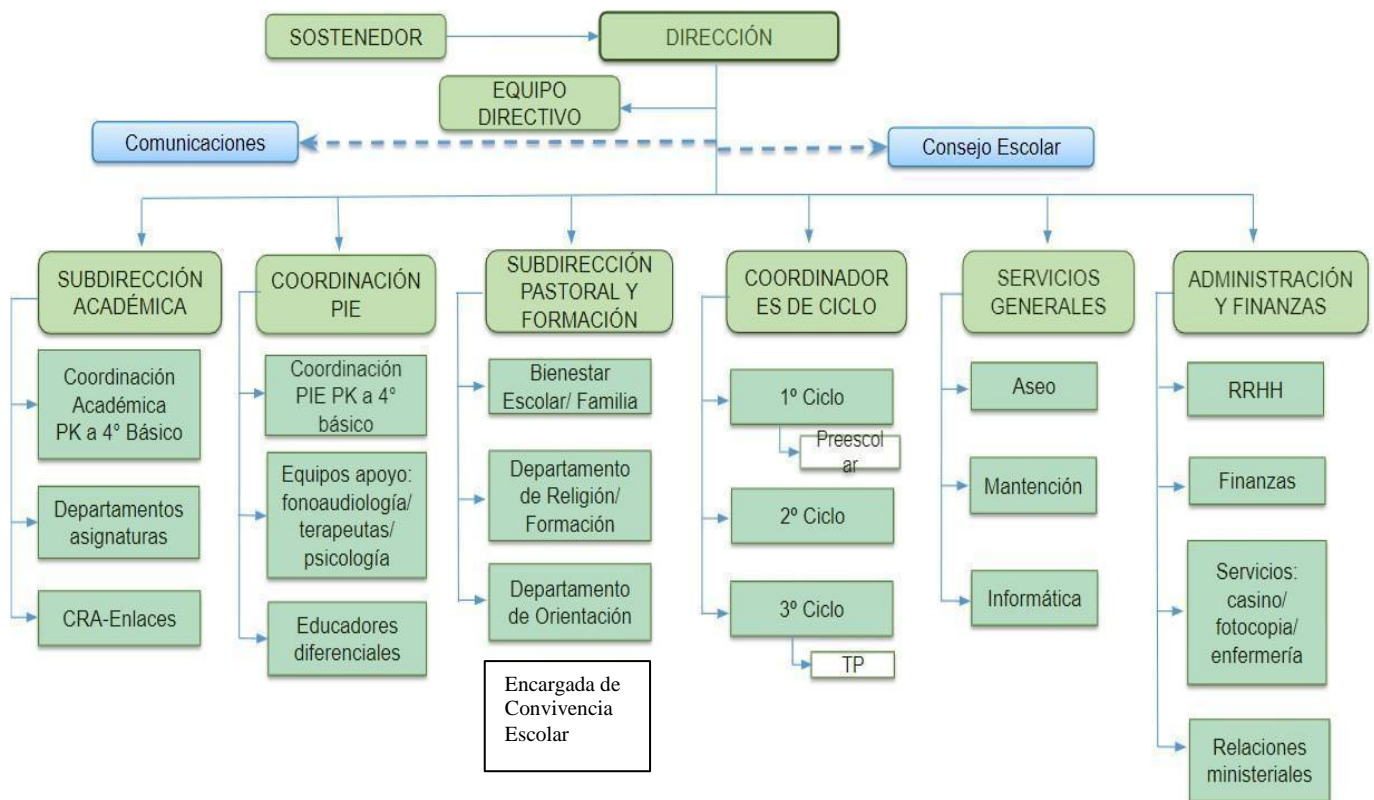 SOSTENEDOR
DIRECCIÓN
EQUIPO
DIRECTIVO
Comunicaciones
Consejo Escolar
SUBDIRECCIÓN
ACADÉMICA
Coordinación
Académica
PK a 4° Básico
Departamentos
asignaturas
CRA-Enlaces
COORDINACIÓN
PIE
Coordinación
PIE PK a 4°
básico
Equipos apoyo:
fonoaudiología/
terapeutas/
psicología
Educadores
diferenciales
SUBDIRECCIÓN
PASTORAL Y
FORMACIÓN
Bienestar
Escolar/ Familia
Departamento
de Religión/
Formación
Departamento
de Orientación
Encargada de
Convivencia
Escolar
COORDINADOR
ES DE CICLO
1º Ciclo
Preescol
ar
2º Ciclo
3º Ciclo
TP
SERVICIOS
GENERALES
Aseo
Mantención
Informática
ADMINISTRACIÓN
Y FINANZAS
RRHH
Finanzas
Servicios:
casino/
fotocopia/
enfermería
Relaciones
ministeriales